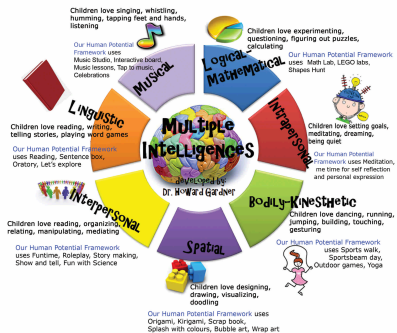 Children love singing, whistling,
humming, tapping feet and hands,
listening
Our Human Potential
Framework uses
Music Studio, Interactive board,
Music lessons, Tap to music,
Celebrations
Musical
Children love experimenting,
questioning, figuring out puzzles,
calculating
Our Human Potential Framework
uses Math Lab, LEGO labs,
Shapes Hunt
Logical-
Mathematical
Linguistic
Children love reading, writing,
telling stories, playing word games
Our Human Potential Framework
uses Reading, Sentence box,
Oratory, Let's explore
MULTIPLE
INTELLIGENCES
developed by:
Dr. Howard Gardner
Intrapersonal
Children love setting goals,
meditating, dreaming,
being quiet
Our Human Potential
Framework uses Meditation,
me time for self reflection
and personal expression
Interpersonal
Children love reading, organizing,
relating, manipulating, mediating
Our Human Potential Framework
uses Funtime, Roleplay, Story making,
Show and tell, Fun with Science
Bodily-Kinesthetic
Children love dancing, running,
jumping, building, touching,
gesturing
Our Human Potential Framework
uses Sports walk,
Sportsbeam day,
Outdoor games, Yoga
Spatial
Children love designing,
drawing, visualizing,
doodling
Our Human Potential Framework uses
Origami, Kirigami, Scrap book,
Splash with colours, Bubble art, Wrap art